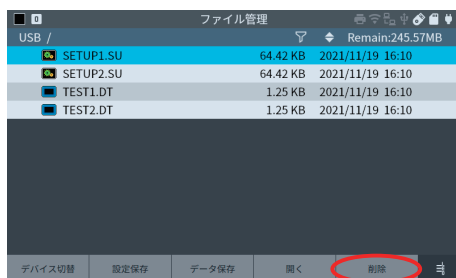 0 ファイル管理
USB / Remain:245.57MB
SETUP1.SU 64.42 KB 2021/11/19 16:10
SETUP2.SU 64.42 KB 2021/11/19 16:10
TEST1.DT 1.25 KB 2021/11/19 16:10
TEST2.DT 1.25 KB 2021/11/19 16:10
デバイス切替 設定保存 データ保存 開く 削除